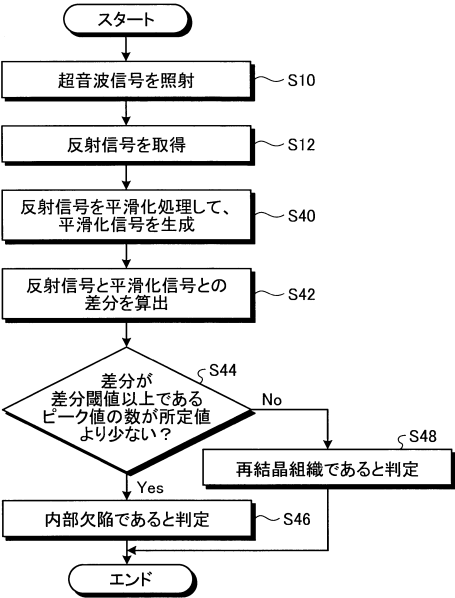 スタート
超音波信号を照射
S10
反射信号を取得
S12
反射信号を平滑化処理して、
平滑化信号を生成
S40
反射信号と平滑化信号との
差分を算出
S42
差分が
差分閾値以上である
ピーク値の数が所定値
より少ない？
S44
No
Yes
再結晶組織であると判定
S48
内部欠陥であると判定
S46
エンド